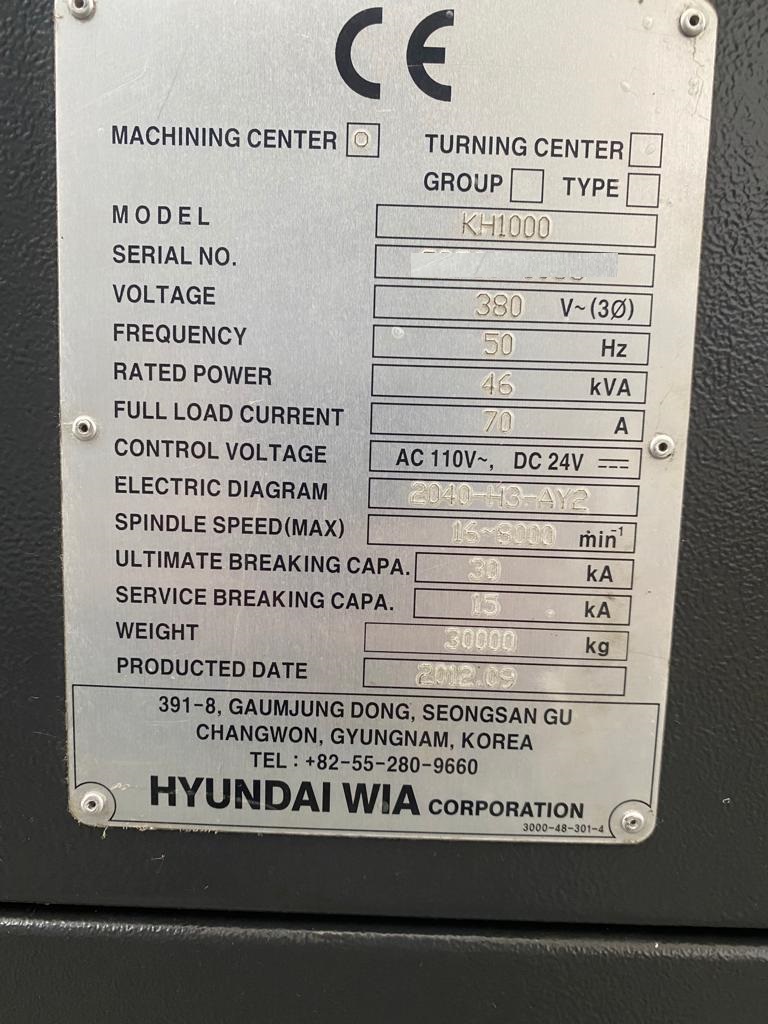 CE
MACHINING CENTER O TURNING CENTER
GROUP TYPE
MODEL KH1000
SERIAL NO.
VOLTAGE 380 V~(3Ø)
FREQUENCY 50 Hz
RATED POWER 46 kVA
FULL LOAD CURRENT 70 A
CONTROL VOLTAGE AC 110V~, DC 24V ⎓
ELECTRIC DIAGRAM 2040-H3-AY2
SPINDLE SPEED(MAX) 16~8000 min⁻¹
ULTIMATE BREAKING CAPA. 30 kA
SERVICE BREAKING CAPA. 15 kA
WEIGHT 30000 kg
PRODUCTED DATE 2012.09
391-8, GAUMJUNG DONG, SEONGSAN GU
CHANGWON, GYUNGNAM, KOREA
TEL : +82-55-280-9660
HYUNDAI WIA CORPORATION
3000-48-301-4